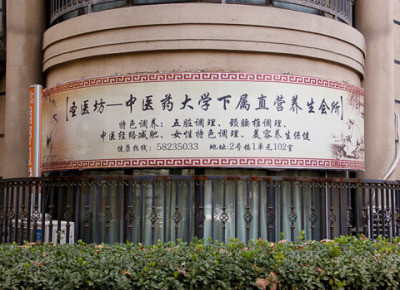 圣医坊—中医药大学下属直营养生会所
特色调养：五脏调理、颈腰椎调理、
中医经络减肥、女性特色调理、美容养生保健
健康热线：58235033 地址：2号楼1单元102室